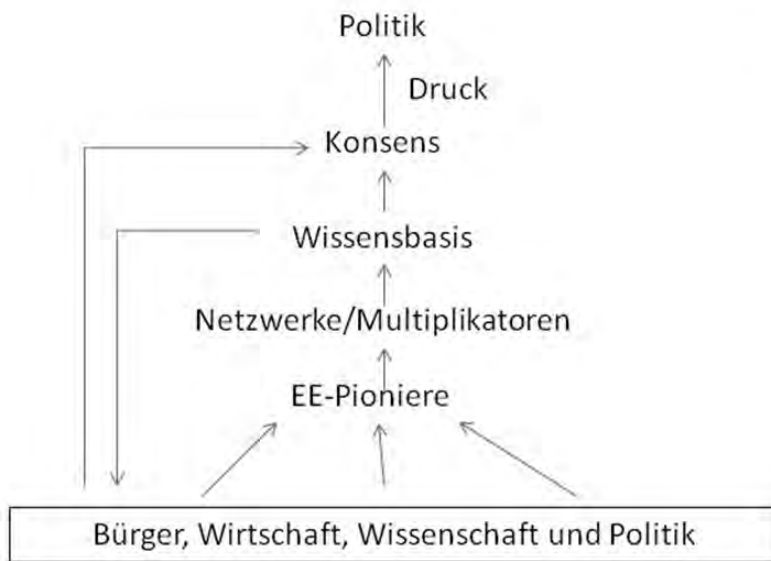 Politik
Druck
Konsens
Wissensbasis
Netzwerke/Multiplikatoren
EE-Pioniere
Bürger, Wirtschaft, Wissenschaft und Politik